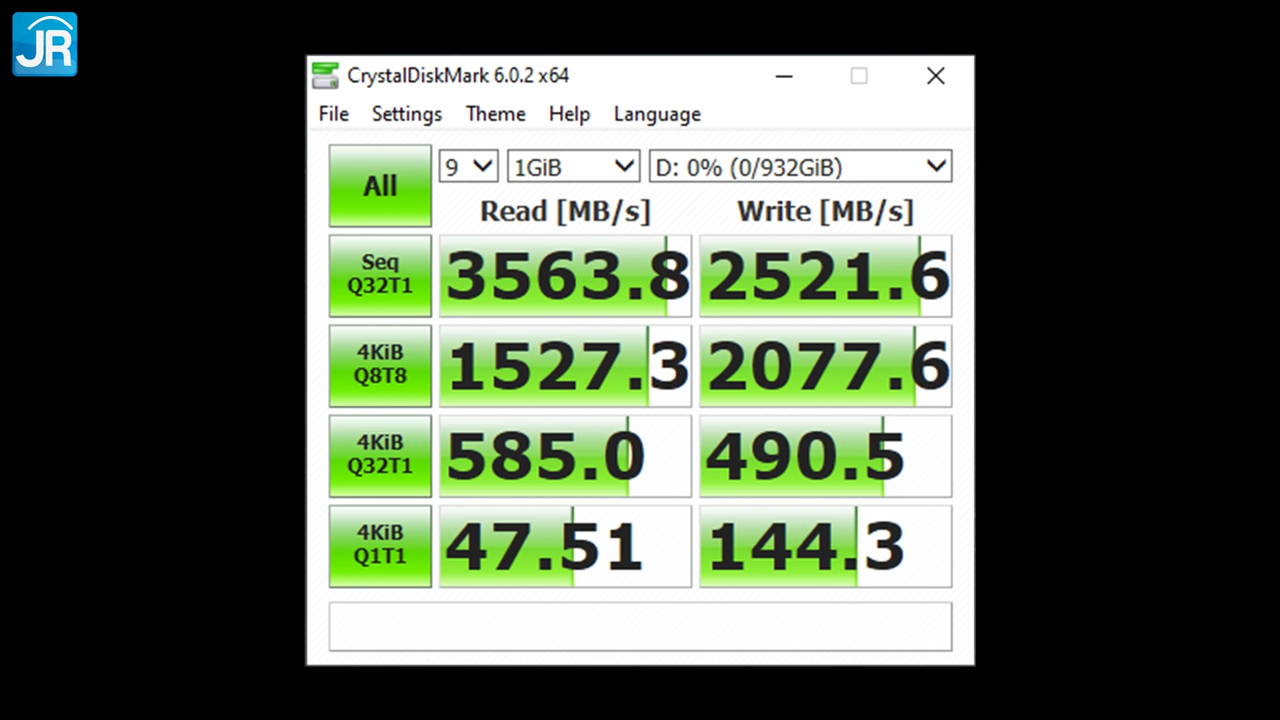 JR
CrystalDiskMark 6.0.2 x64
File Settings Theme Help Language
All 9 1GiB D: 0% (0/932GiB)
Read [MB/s] Write [MB/s]
Seq
Q32T1 3563.8 2521.6
4KiB
Q8T8 1527.3 2077.6
4KiB
Q32T1 585.0 490.5
4KiB
Q1T1 47.51 144.3